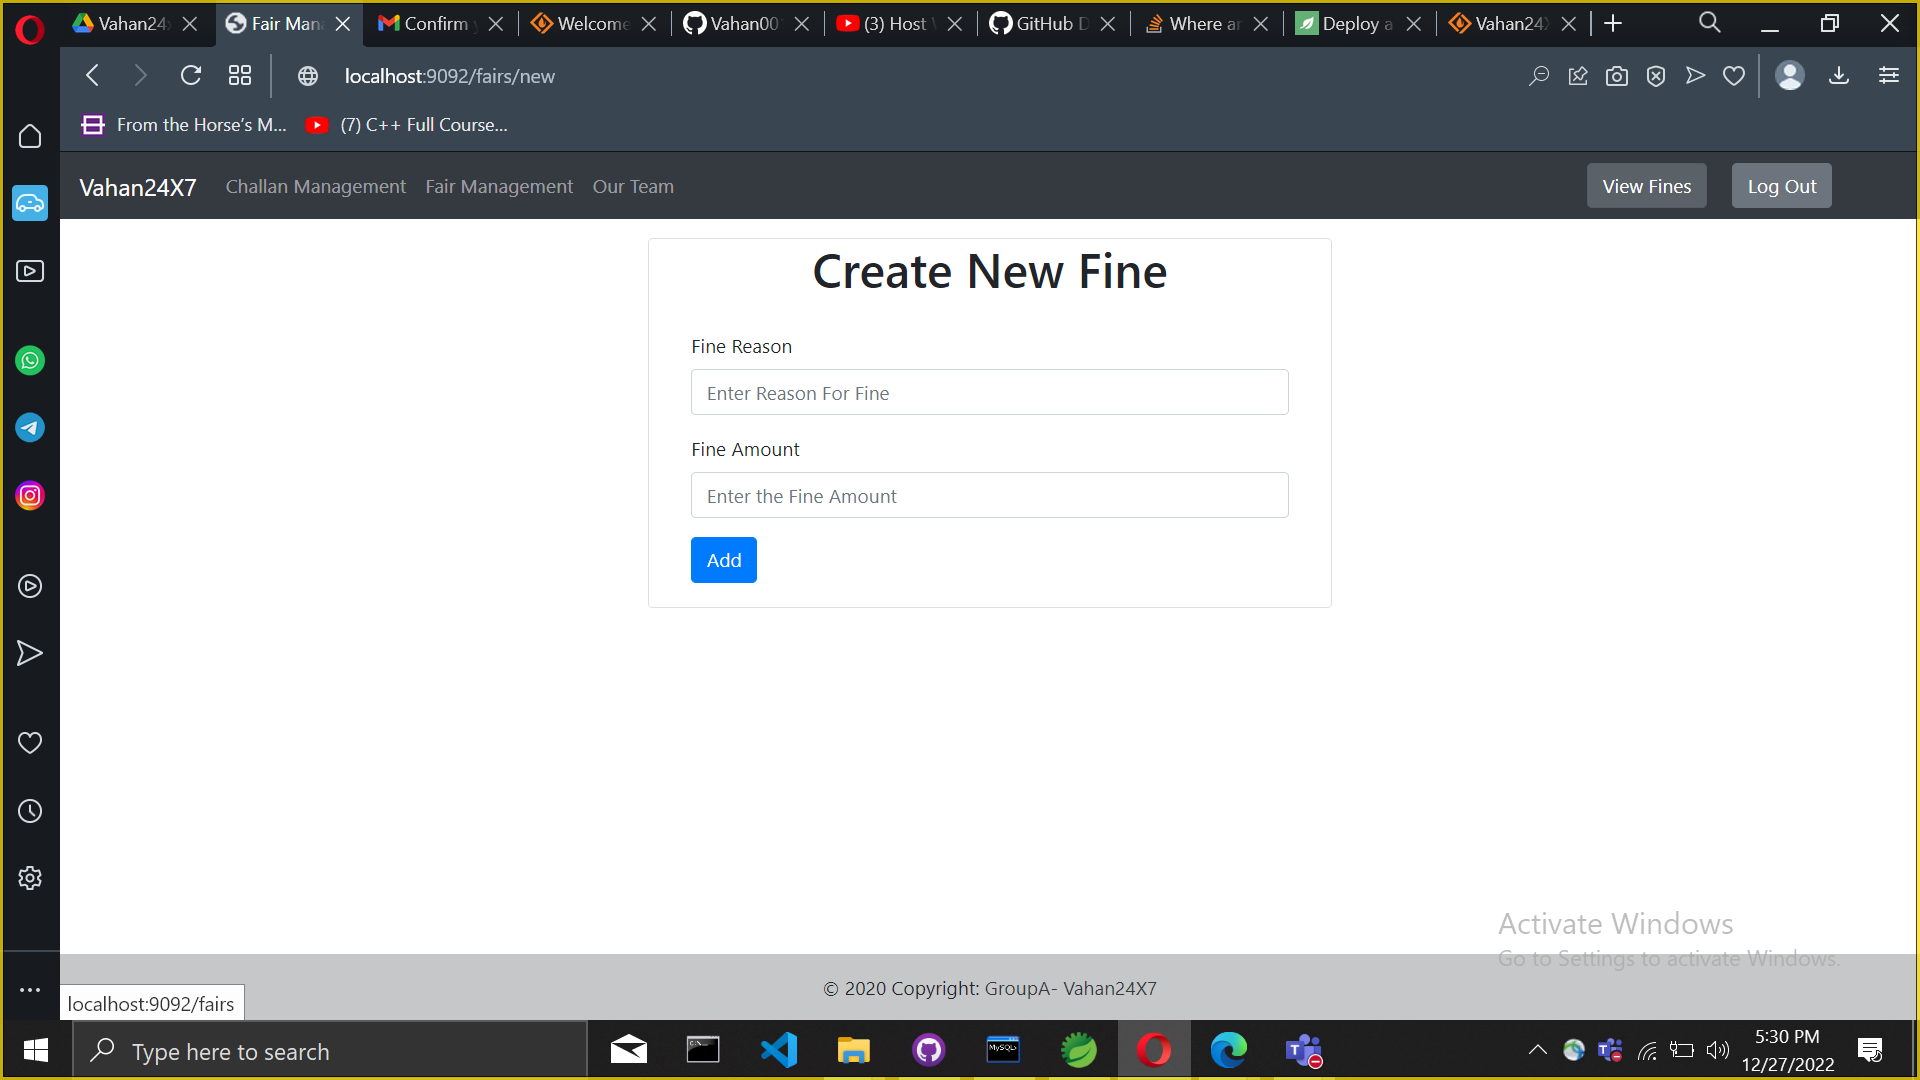 Vahan24
Fair Man
Confirm
Welcome
Vahan00
(3) Host
GitHub D
Where ar
Deploy a
Vahan24
localhost:9092/fairs/new
From the Horse's M...
(7) C++ Full Course...
Vahan24X7
Challan Management
Fair Management
Our Team
View Fines
Log Out
Create New Fine
Fine Reason
Enter Reason For Fine
Fine Amount
Enter the Fine Amount
Add
Activate Windows
Go to Settings to activate Windows.
© 2020 Copyright: GroupA- Vahan24X7
localhost:9092/fairs
Type here to search
MySQL
5:30 PM
12/27/2022